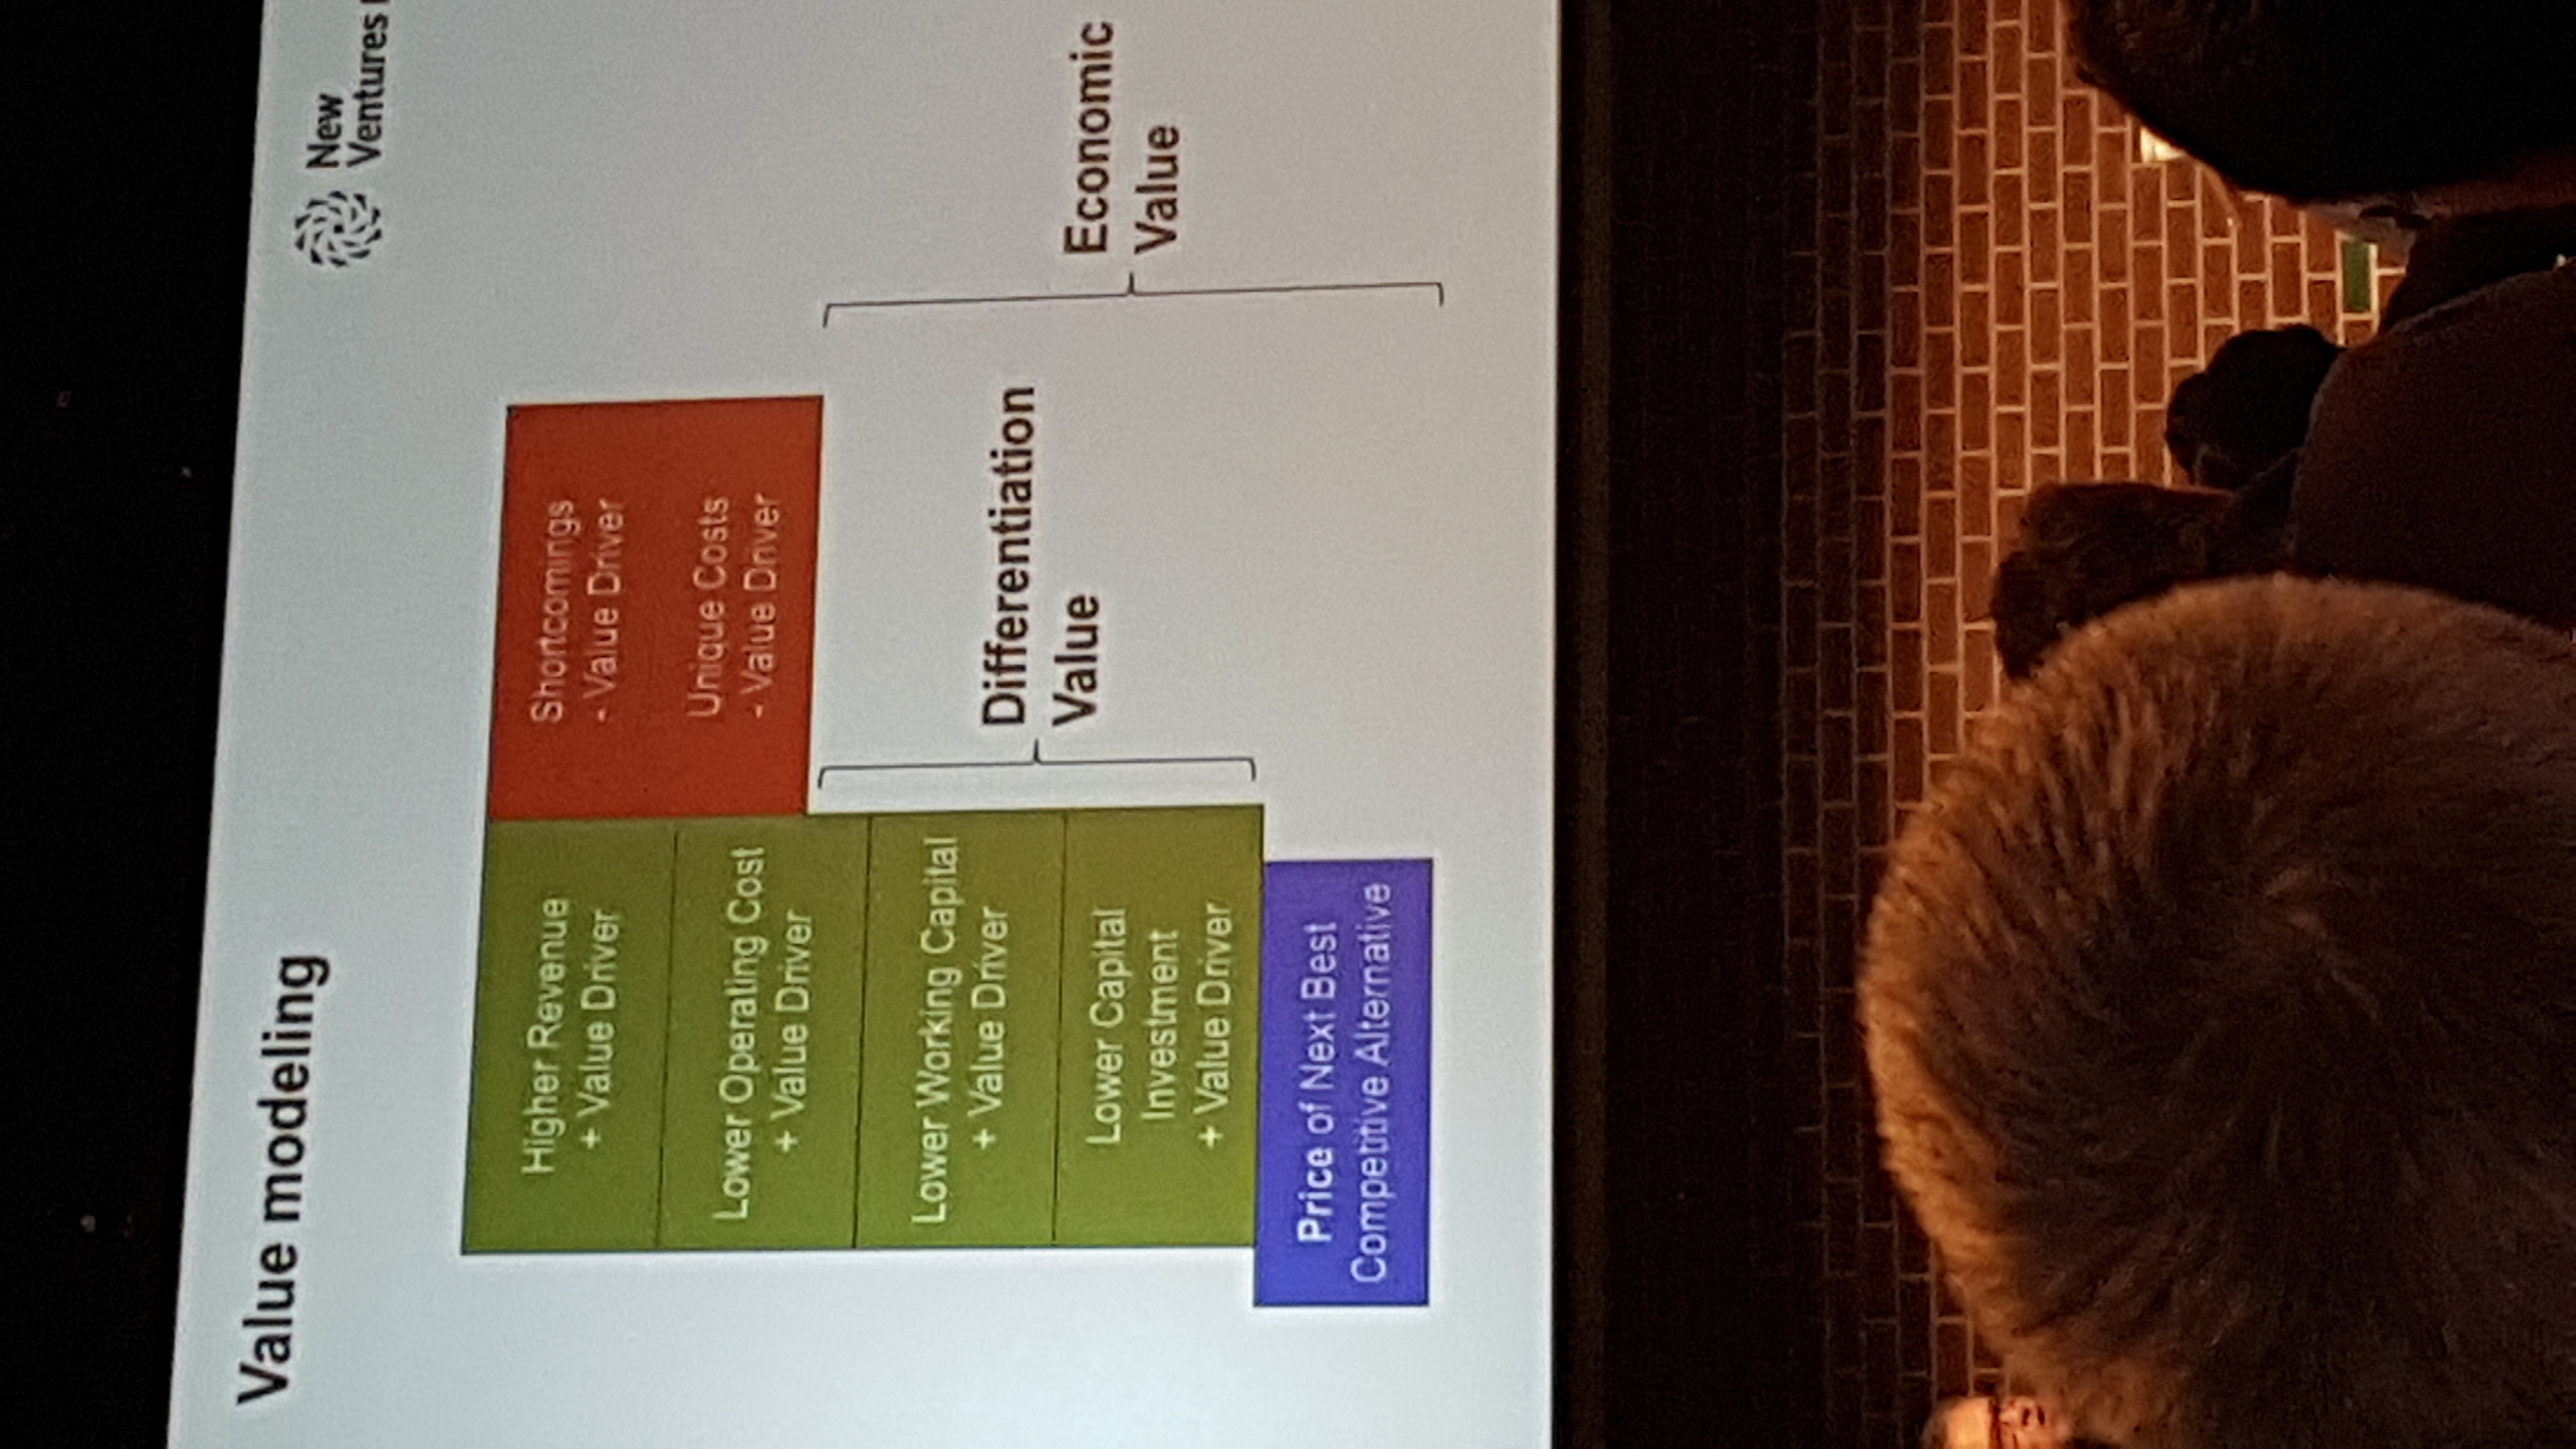 Value modeling
New
Ventures
Higher Revenue
+ Value Driver
Shortcomings
- Value Driver
Lower Operating Cost
+ Value Driver
Unique Costs
- Value Driver
Lower Working Capital
+ Value Driver
Differentiation
Value
Lower Capital
Investment
+ Value Driver
Economic
Value
Price of Next Best
Competitive Alternative